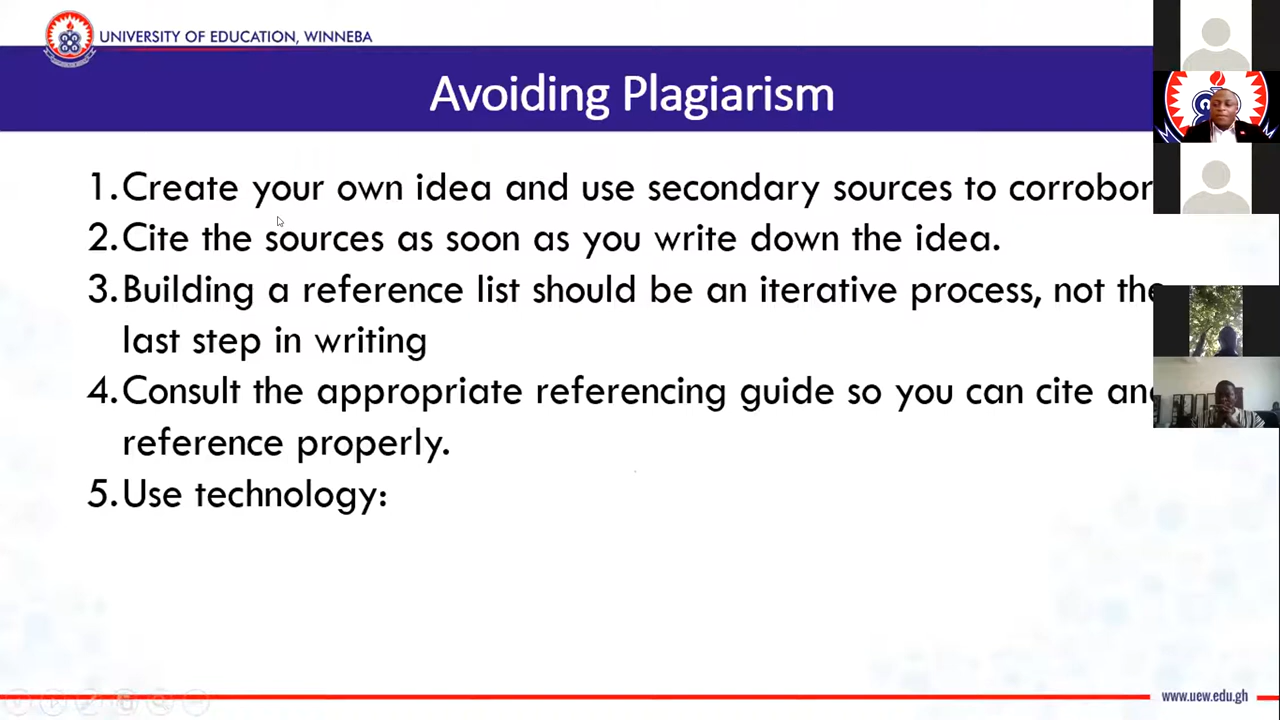 UNIVERSITY OF EDUCATION, WINNEBA
Avoiding Plagiarism
1. Create your own idea and use secondary sources to corrobor
2. Cite the sources as soon as you write down the idea.
3. Building a reference list should be an iterative process, not the
last step in writing
4. Consult the appropriate referencing guide so you can cite and
reference properly.
5. Use technology:
www.uew.edu.gh